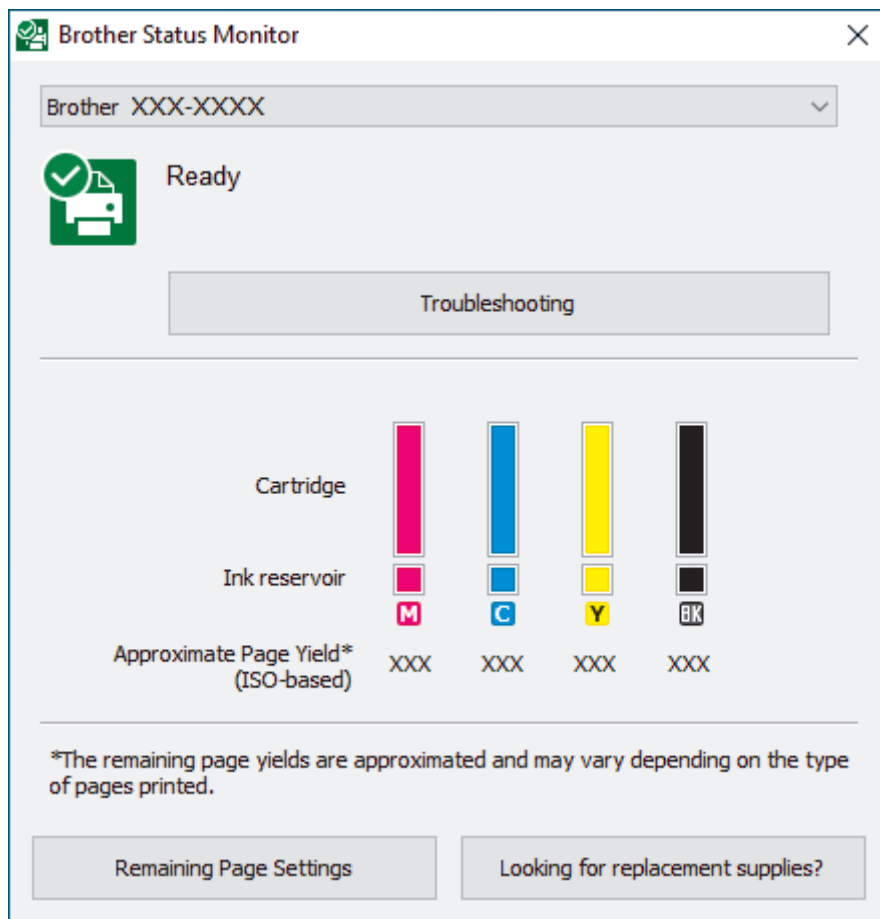 Brother Status Monitor
Brother XXX-XXXX
Ready
Troubleshooting
Cartridge
Ink reservoir
M C Y BK
Approximate Page Yield* XXX XXX XXX XXX
(ISO-based)
*The remaining page yields are approximated and may vary depending on the type
of pages printed.
Remaining Page Settings Looking for replacement supplies?